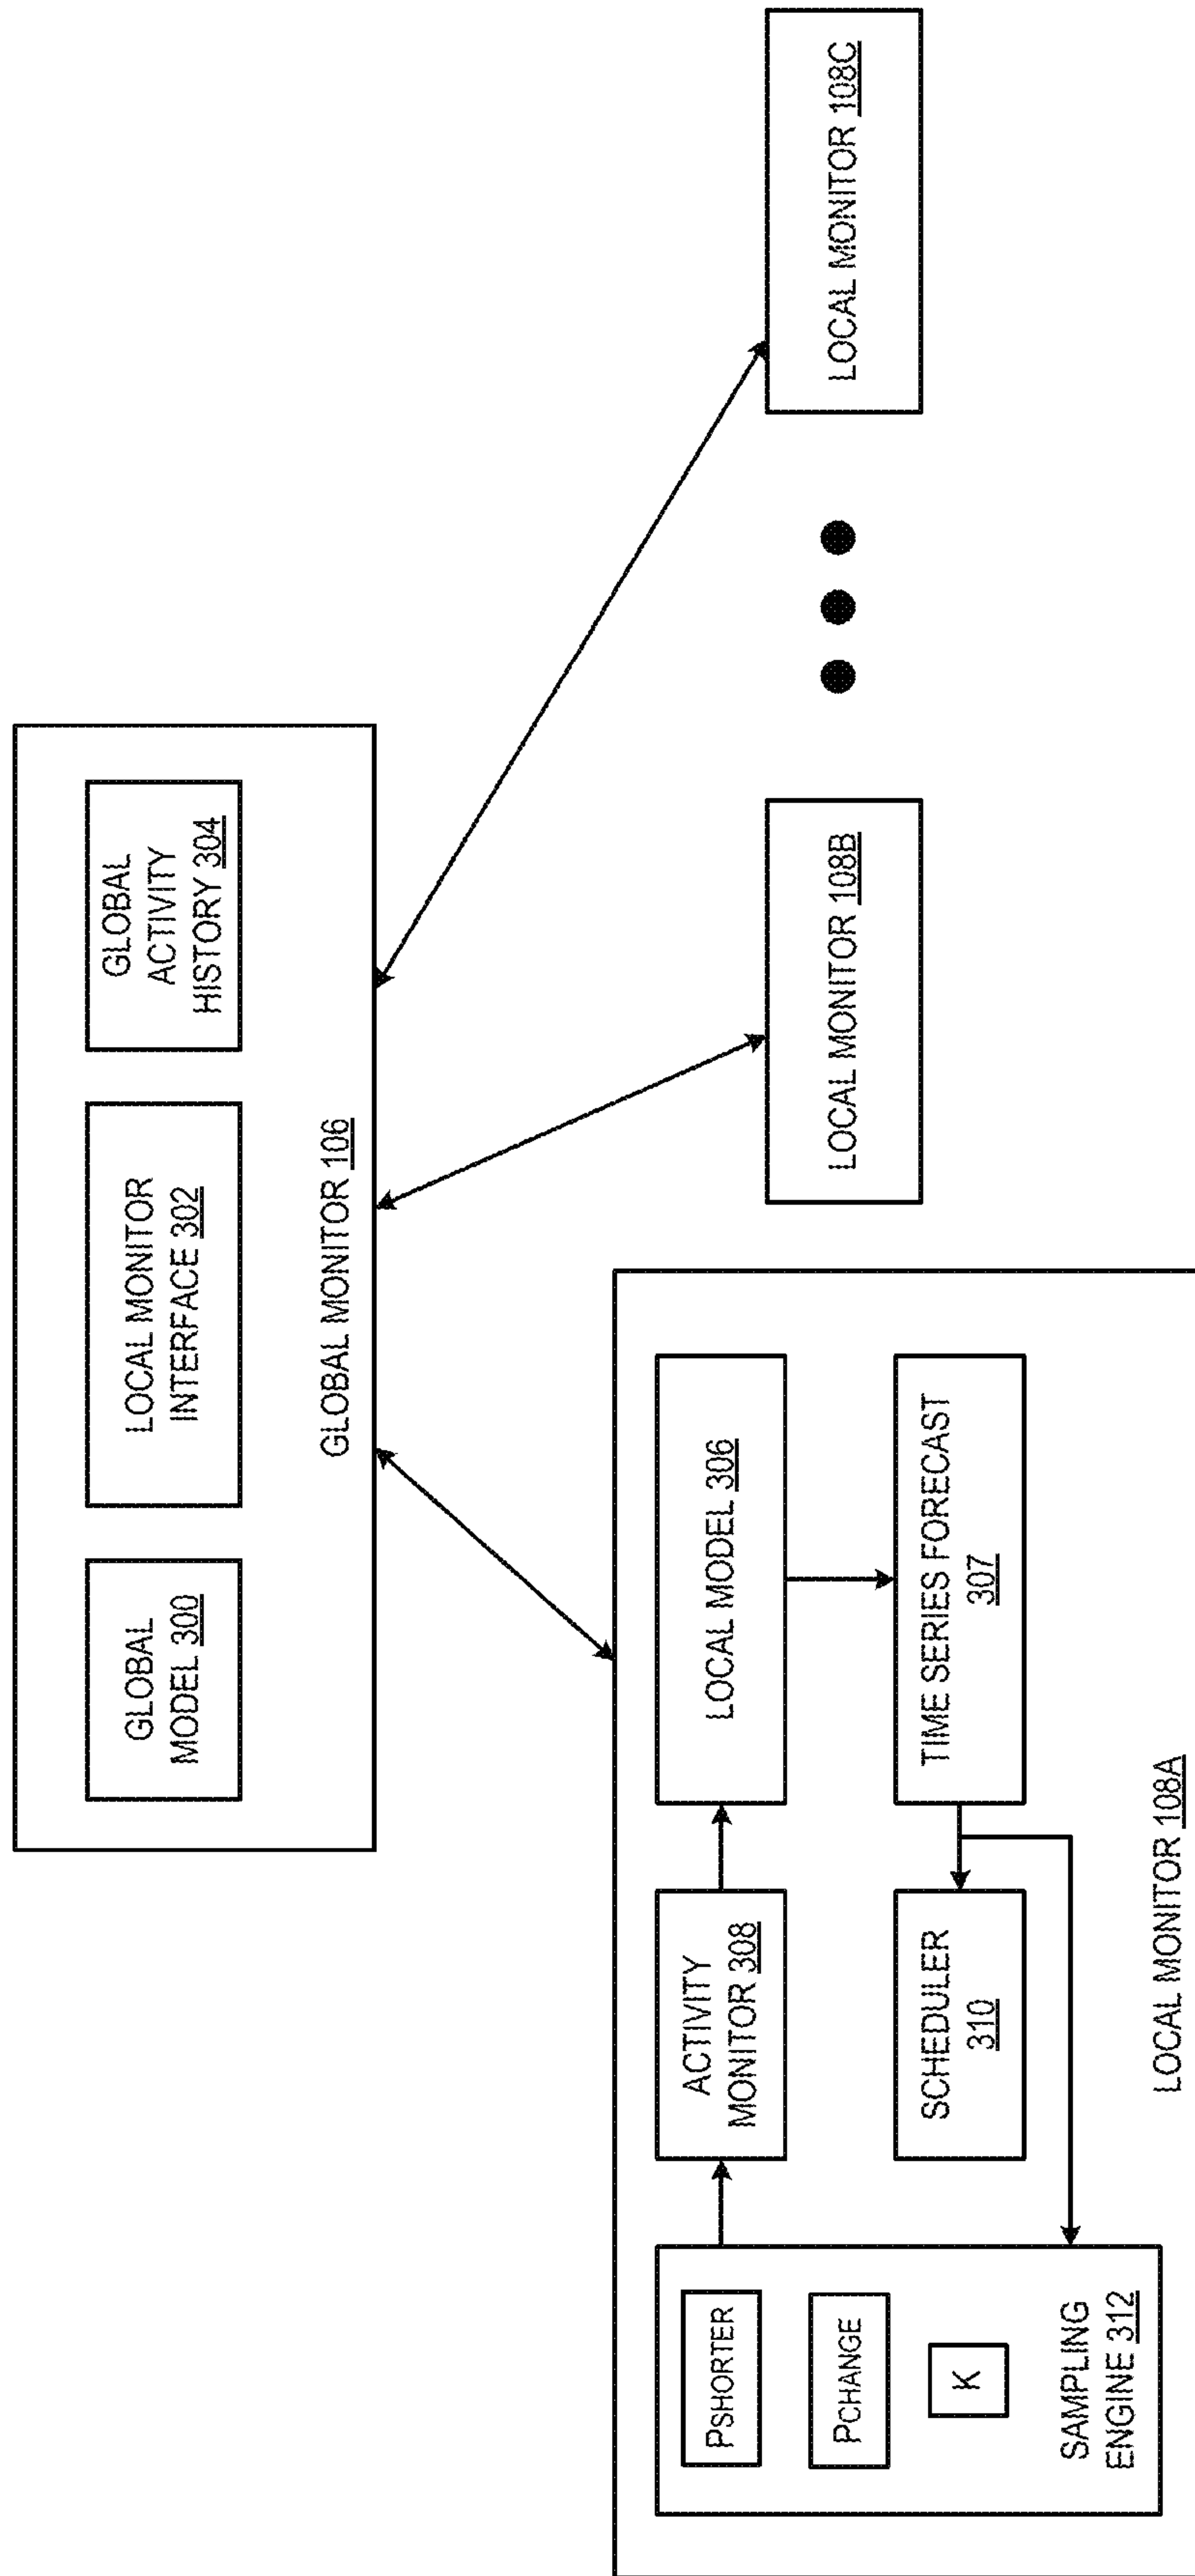 GLOBAL
MODEL 300
LOCAL MONITOR
INTERFACE 302
GLOBAL
ACTIVITY
HISTORY 304
GLOBAL MONITOR 106
PSHORTER
PCHANGE
K
SAMPLING
ENGINE 312
ACTIVITY
MONITOR 308
LOCAL MODEL 306
SCHEDULER
310
TIME SERIES FORECAST
307
LOCAL MONITOR 108A
LOCAL MONITOR 108B
LOCAL MONITOR 108C